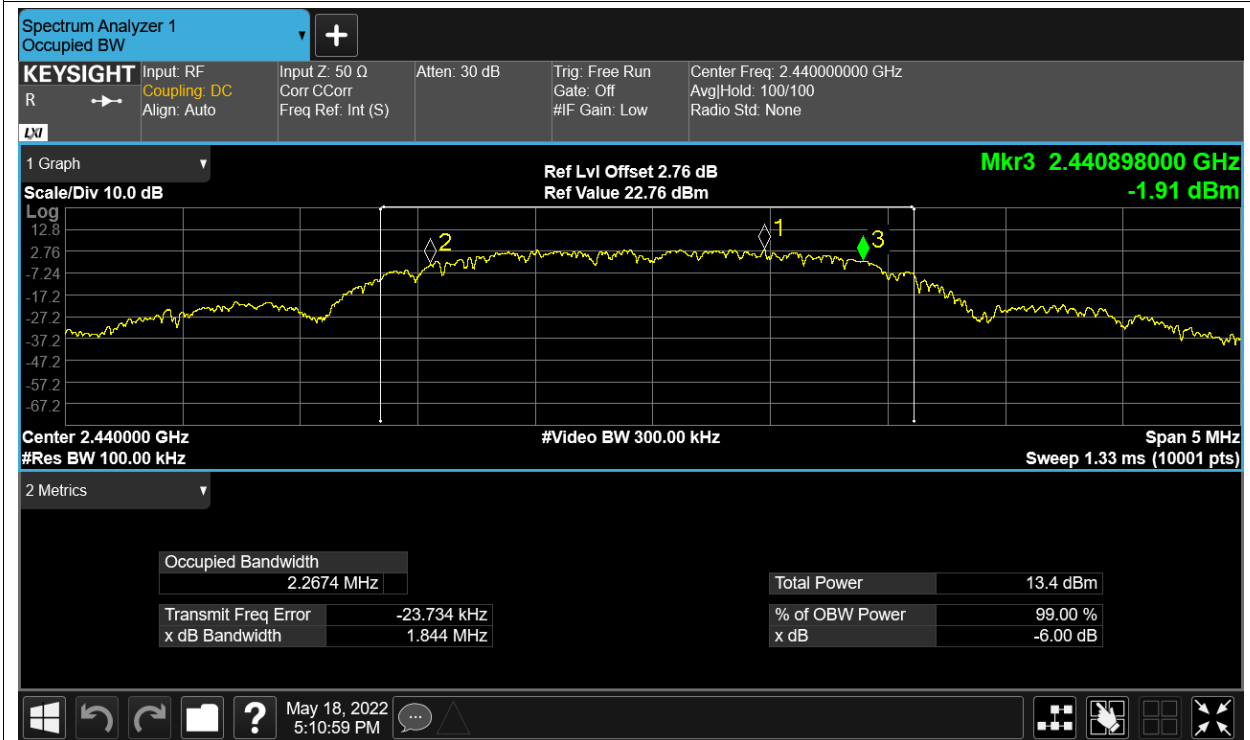 Spectrum Analyzer 1
Occupied BW
KEYSIGHT
R
LXI
Input: RF
Coupling: DC
Align: Auto
Input Z: 50 Ω
Corr CCorr
Freq Ref: Int (S)
Atten: 30 dB
Trig: Free Run
Gate: Off
#IF Gain: Low
Center Freq: 2.440000000 GHz
Avg|Hold: 100/100
Radio Std: None
1 Graph
Scale/Div 10.0 dB
Ref Lvl Offset 2.76 dB
Ref Value 22.76 dBm
Mkr3 2.440898000 GHz
-1.91 dBm
Log
12.8
2.76
-7.24
-17.2
-27.2
-37.2
-47.2
-57.2
-67.2
2
1
3
Center 2.440000 GHz
#Res BW 100.00 kHz
#Video BW 300.00 kHz
Span 5 MHz
Sweep 1.33 ms (10001 pts)
2 Metrics
Occupied Bandwidth
2.2674 MHz
Transmit Freq Error -23.734 kHz
x dB Bandwidth 1.844 MHz
Total Power 13.4 dBm
% of OBW Power 99.00 %
x dB -6.00 dB
?
May 18, 2022
5:10:59 PM